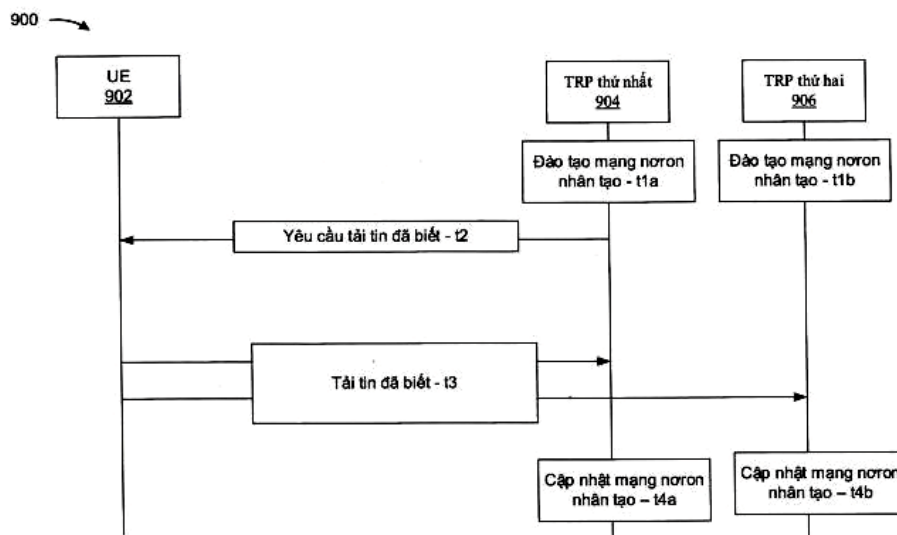 900
UE
902
TRP thứ nhất
904
TRP thứ hai
906
Đào tạo mạng nơron
nhân tạo - t1a
Đào tạo mạng nơron
nhân tạo - t1b
Yêu cầu tải tin đã biết - t2
Tải tin đã biết - t3
Cập nhật mạng nơron
nhân tạo – t4a
Cập nhật mạng nơron
nhân tạo – t4b